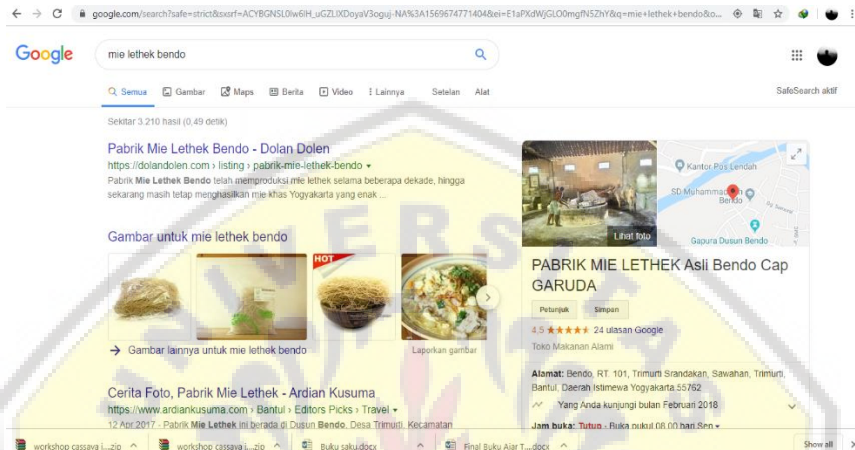 google.com/search?safe=strict&sxsrf=ACYBGNSL0lw6lH_uGZLIXDoyaV3oguj-NA%3A1569674771404&ei=E1aPXdWjGLO0mgfN5ZhY&q=mie+lethek+bendo&o...
Google
mie lethek bendo
Semua Gambar Maps Berita Video Lainnya Setelan Alat SafeSearch aktif
Sekitar 3.210 hasil (0,49 detik)
Pabrik Mie Lethek Bendo - Dolan Dolen
https://dolandolen.com › listing › pabrik-mie-lethek-bendo
Pabrik Mie Lethek Bendo telah memproduksi mie lethek selama beberapa dekade, hingga
sekarang masih tetap menghasilkan mie khas Yogyakarta yang enak ...
Gambar untuk mie lethek bendo
HOT
Gambar lainnya untuk mie lethek bendo
Laporkan gambar
Cerita Foto, Pabrik Mie Lethek - Ardian Kusuma
https://www.ardiankusuma.com › Bantul › Editors Picks › Travel
12 Apr 2017 - Pabrik Mie Lethek ini berada di Dusun Bendo, Desa Trimurti, Kecamatan
Lihat foto
Kantor Pos Lendah
SD Muhammad
Bendo
Gapura Dusun Bendo
PABRIK MIE LETHEK Asli Bendo Cap
GARUDA
Petunjuk Simpan
4,5 24 ulasan Google
Toko Makanan Alami
Alamat: Bendo, RT. 101, Trimurti Srandakan, Sawahan, Trimurti,
Bantul, Daerah Istimewa Yogyakarta 55762
Yang Anda kunjungi bulan Februari 2018
Jam buka: Tutup · Buka pukul 08.00 hari Sen
workshop cassava i....zip
workshop cassava i....zip
Buku saku.docx
Final Buku Ajar T....docx
Show all
UNIVERS